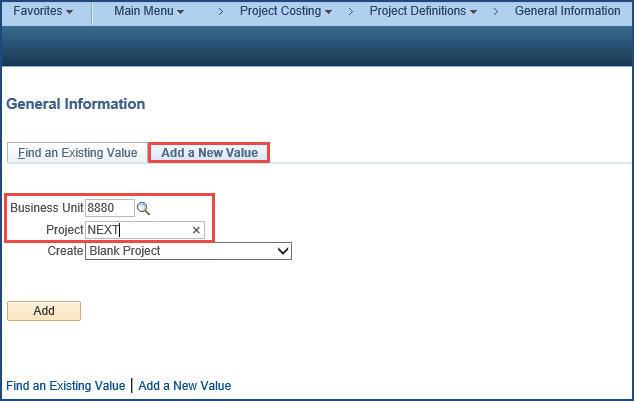 Favorites Main Menu > Project Costing > Project Definitions > General Information
General Information
Find an Existing Value Add a New Value
Business Unit 8880
Project NEXT ×
Create Blank Project
Add
Find an Existing Value | Add a New Value